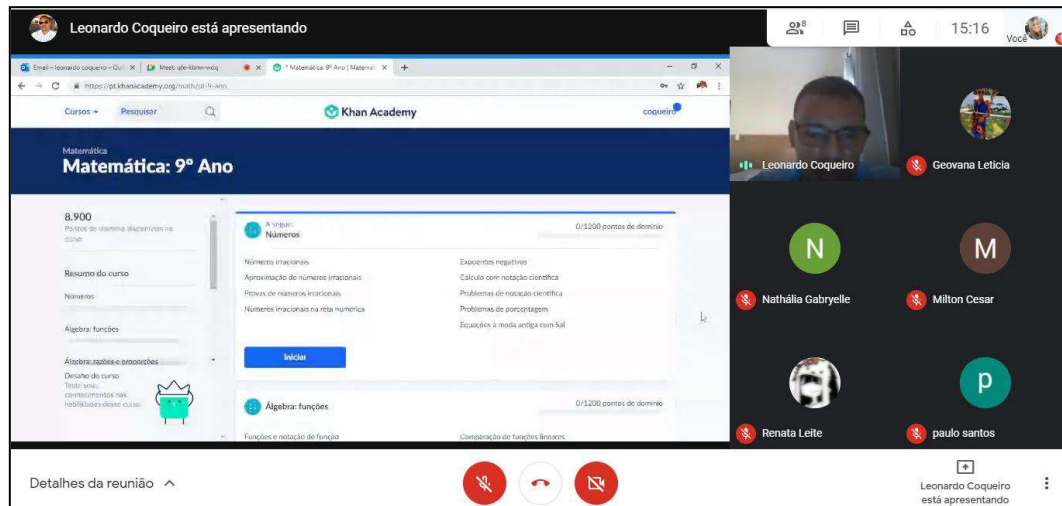 Leonardo Coqueiro está apresentando
8
15:16
Você
Email – leonardo coqueiro – Out
Meet: qfe-kbnw-wdq
* Matemática: 9º Ano | Matemá
https://pt.khanacademy.org/math/pt-9-ano
Cursos
Pesquisar
Khan Academy
coqueiro
Matemática
Matemática: 9º Ano
8.900
Pontos de domínio disponíveis no curso
Resumo do curso
Números
Álgebra: funções
Álgebra: razões e proporções
Desafio do curso
Teste seus
conhecimentos nas
habilidades desse curso
A seguir:
Números
0/1200 pontos de domínio
Números irracionais
Aproximação de números irracionais
Provas de números irracionais
Números irracionais na reta numérica
Expoentes negativos
Cálculo com notação científica
Problemas de notação científica
Problemas de porcentagem
Equações à moda antiga com Sal
Iniciar
Álgebra: funções
0/1200 pontos de domínio
Funções e notação de função
Comparação de funções lineares
Leonardo Coqueiro
Geovana Leticia
N
Nathália Gabryelle
M
Milton Cesar
Renata Leite
p
paulo santos
Detalhes da reunião
Leonardo Coqueiro
está apresentando